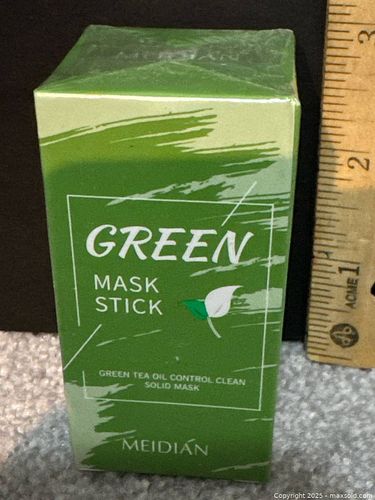 GREEN
MASK
STICK
GREEN TEA OIL CONTROL CLEAN
SOLID MASK
MEIDIAN
3
2
1
ACME
Copyright © 2025 - maxsold.com